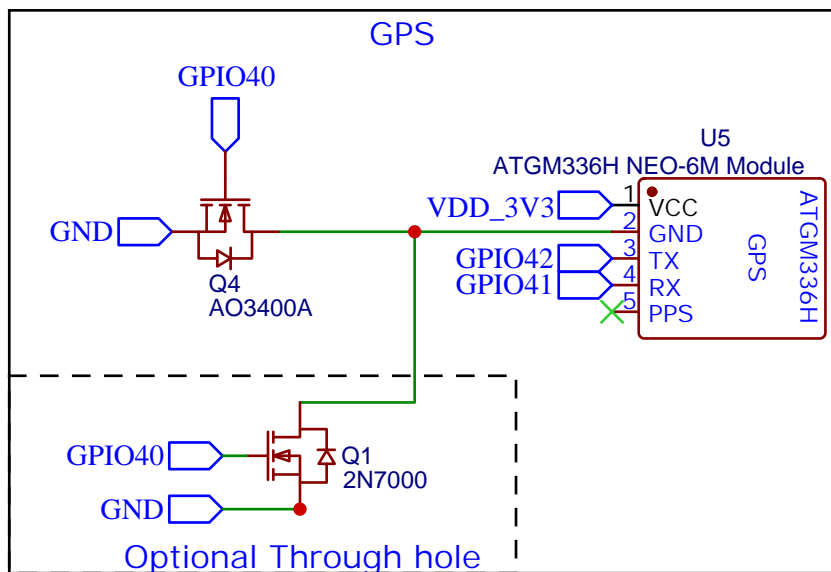 GPS
GPIO40
U5
ATGM336H NEO-6M Module
VDD_3V3
1
VCC
GND
2
GND
GPIO42
3
TX
GPIO41
4
RX
5
PPS
GPS
ATGM336H
Q4
AO3400A
GPIO40
Q1
2N7000
GND
Optional Through hole